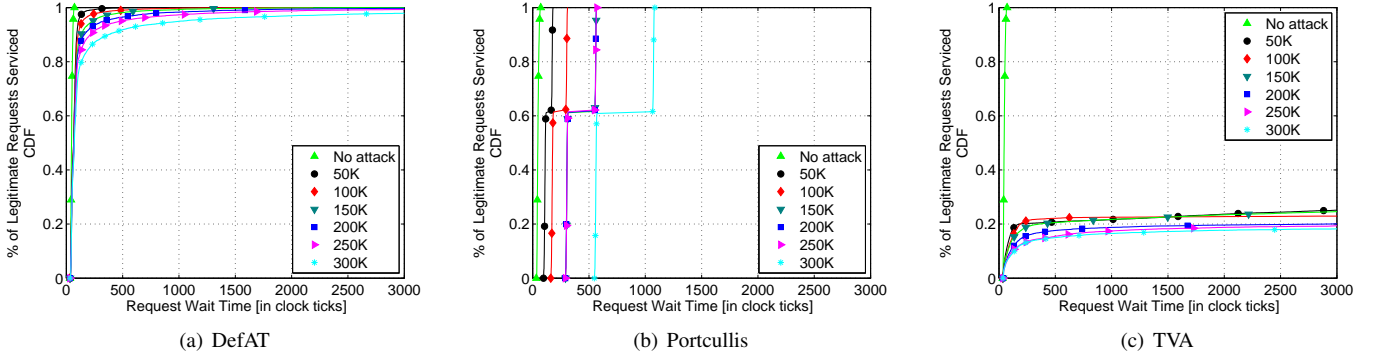 % of Legitimate Requests Serviced
CDF
1
0.8
0.6
0.4
0.2
0
0 500 1000 1500 2000 2500 3000
Request Wait Time [in clock ticks]
No attack
50K
100K
150K
200K
250K
300K
(a) DefAT
% of Legitimate Requests Serviced
CDF
1
0.8
0.6
0.4
0.2
0
0 500 1000 1500 2000 2500 3000
Request Wait Time [in clock ticks]
No attack
50K
100K
150K
200K
250K
300K
(b) Portcullis
% of Legitimate Requests Serviced
CDF
1
0.8
0.6
0.4
0.2
0
0 500 1000 1500 2000 2500 3000
Request Wait Time [in clock ticks]
No attack
50K
100K
150K
200K
250K
300K
(c) TVA